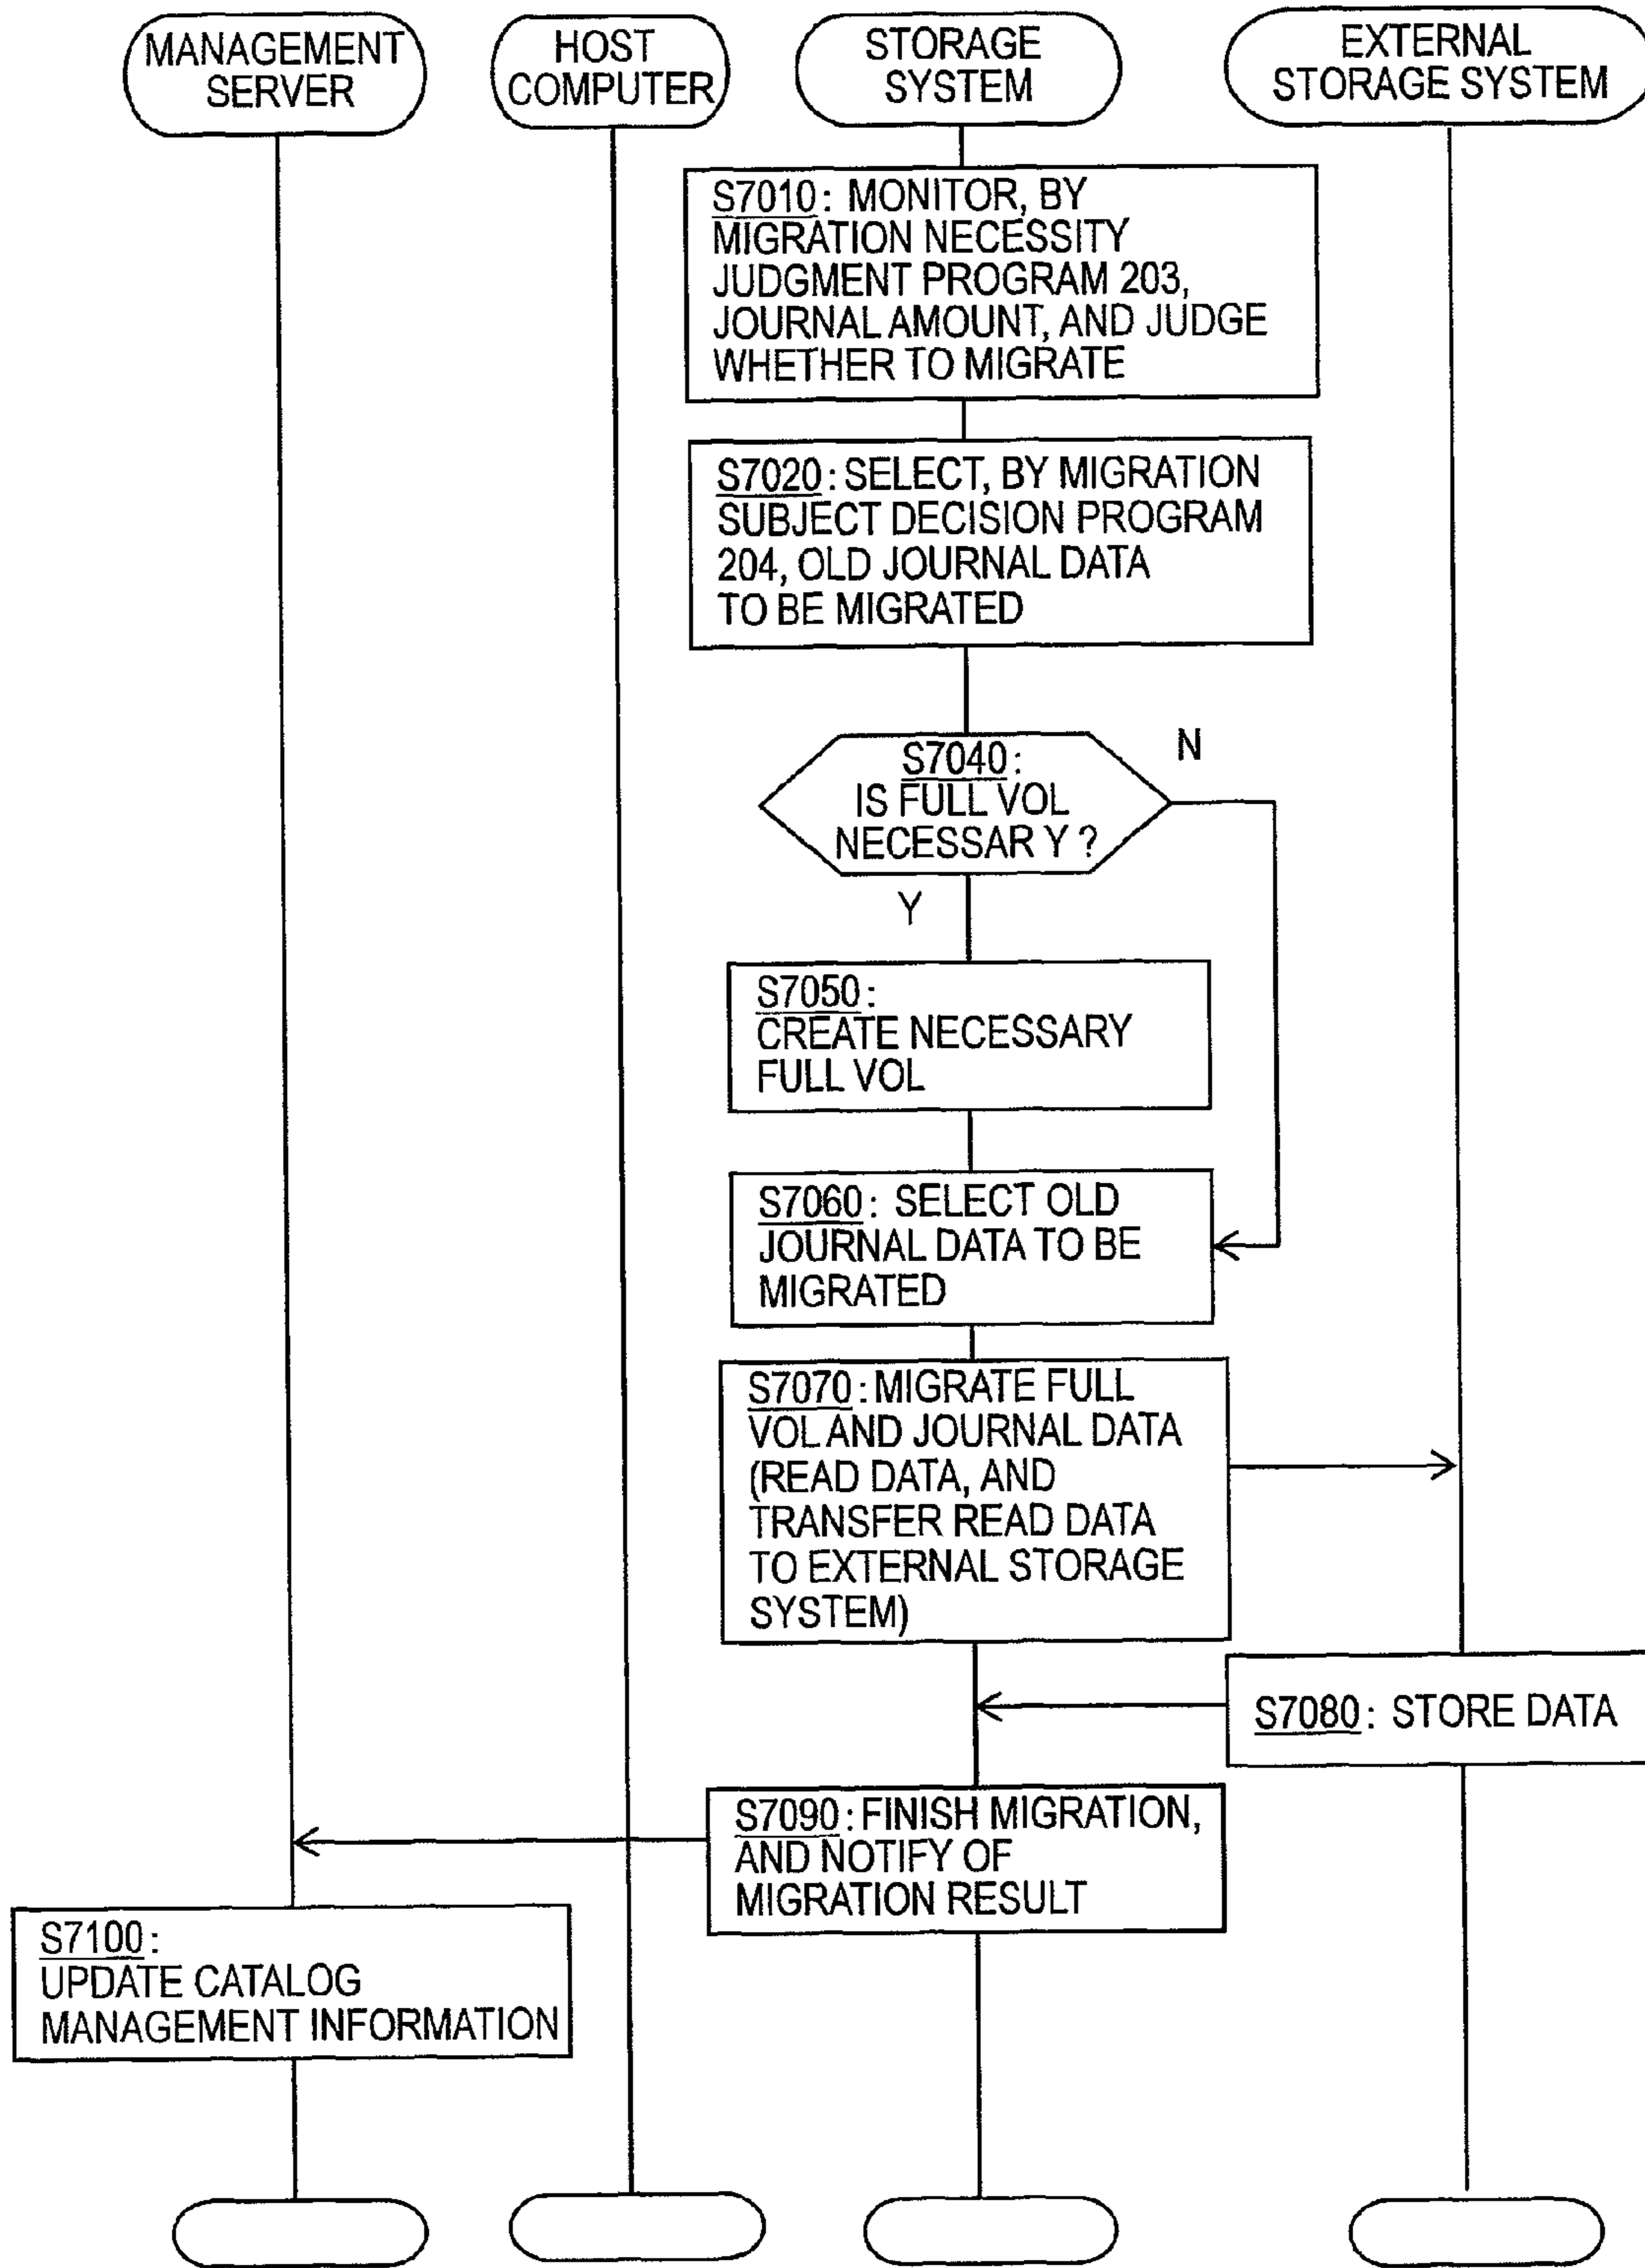 MANAGEMENT
SERVER
HOST
COMPUTER
STORAGE
SYSTEM
EXTERNAL
STORAGE SYSTEM
S7010: MONITOR, BY
MIGRATION NECESSITY
JUDGMENT PROGRAM 203,
JOURNAL AMOUNT, AND JUDGE
WHETHER TO MIGRATE
S7020: SELECT, BY MIGRATION
SUBJECT DECISION PROGRAM
204, OLD JOURNAL DATA
TO BE MIGRATED
S7040:
IS FULL VOL
NECESSAR Y ?
N
Y
S7050:
CREATE NECESSARY
FULL VOL
S7060: SELECT OLD
JOURNAL DATA TO BE
MIGRATED
S7070: MIGRATE FULL
VOL AND JOURNAL DATA
(READ DATA, AND
TRANSFER READ DATA
TO EXTERNAL STORAGE
SYSTEM)
S7080: STORE DATA
S7090: FINISH MIGRATION,
AND NOTIFY OF
MIGRATION RESULT
S7100:
UPDATE CATALOG
MANAGEMENT INFORMATION